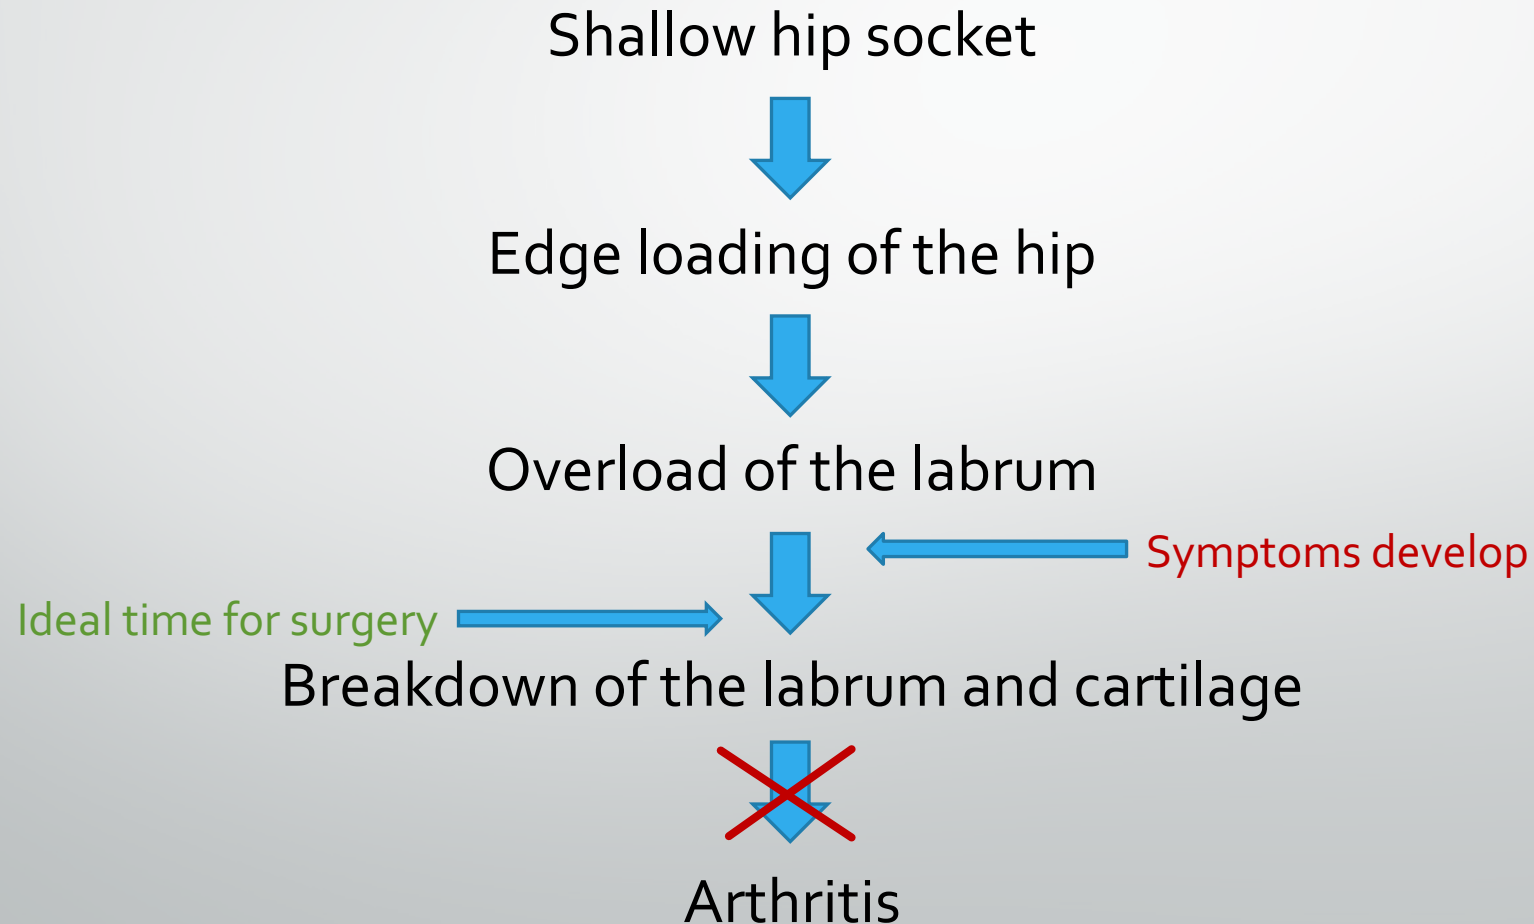 Shallow hip socket
Edge loading of the hip
Overload of the labrum
Symptoms develop
Ideal time for surgery
Breakdown of the labrum and cartilage
Arthritis